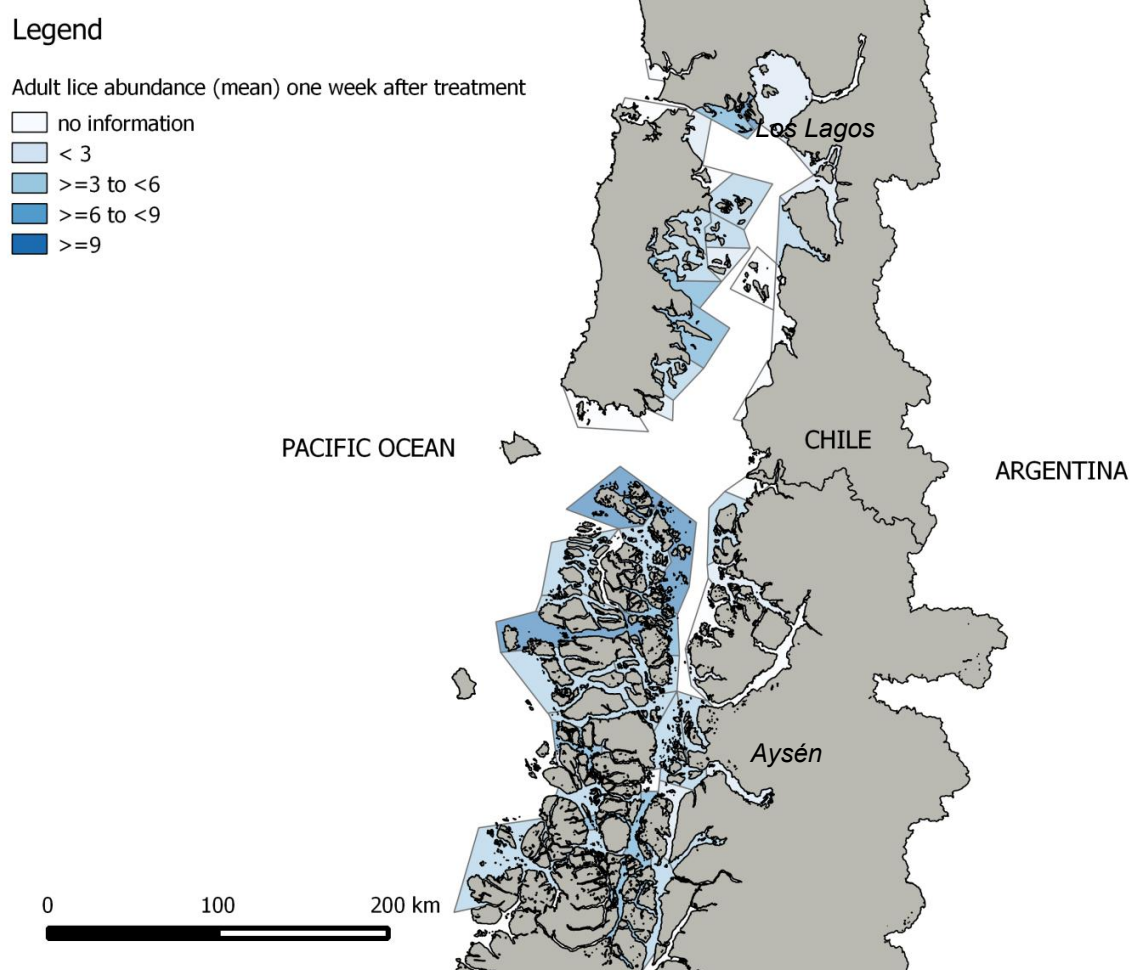 Legend
Adult lice abundance (mean) one week after treatment
no information
< 3
>=3 to <6
>=6 to <9
>=9
Los Lagos
PACIFIC OCEAN
CHILE
ARGENTINA
Aysén
0 100 200 km